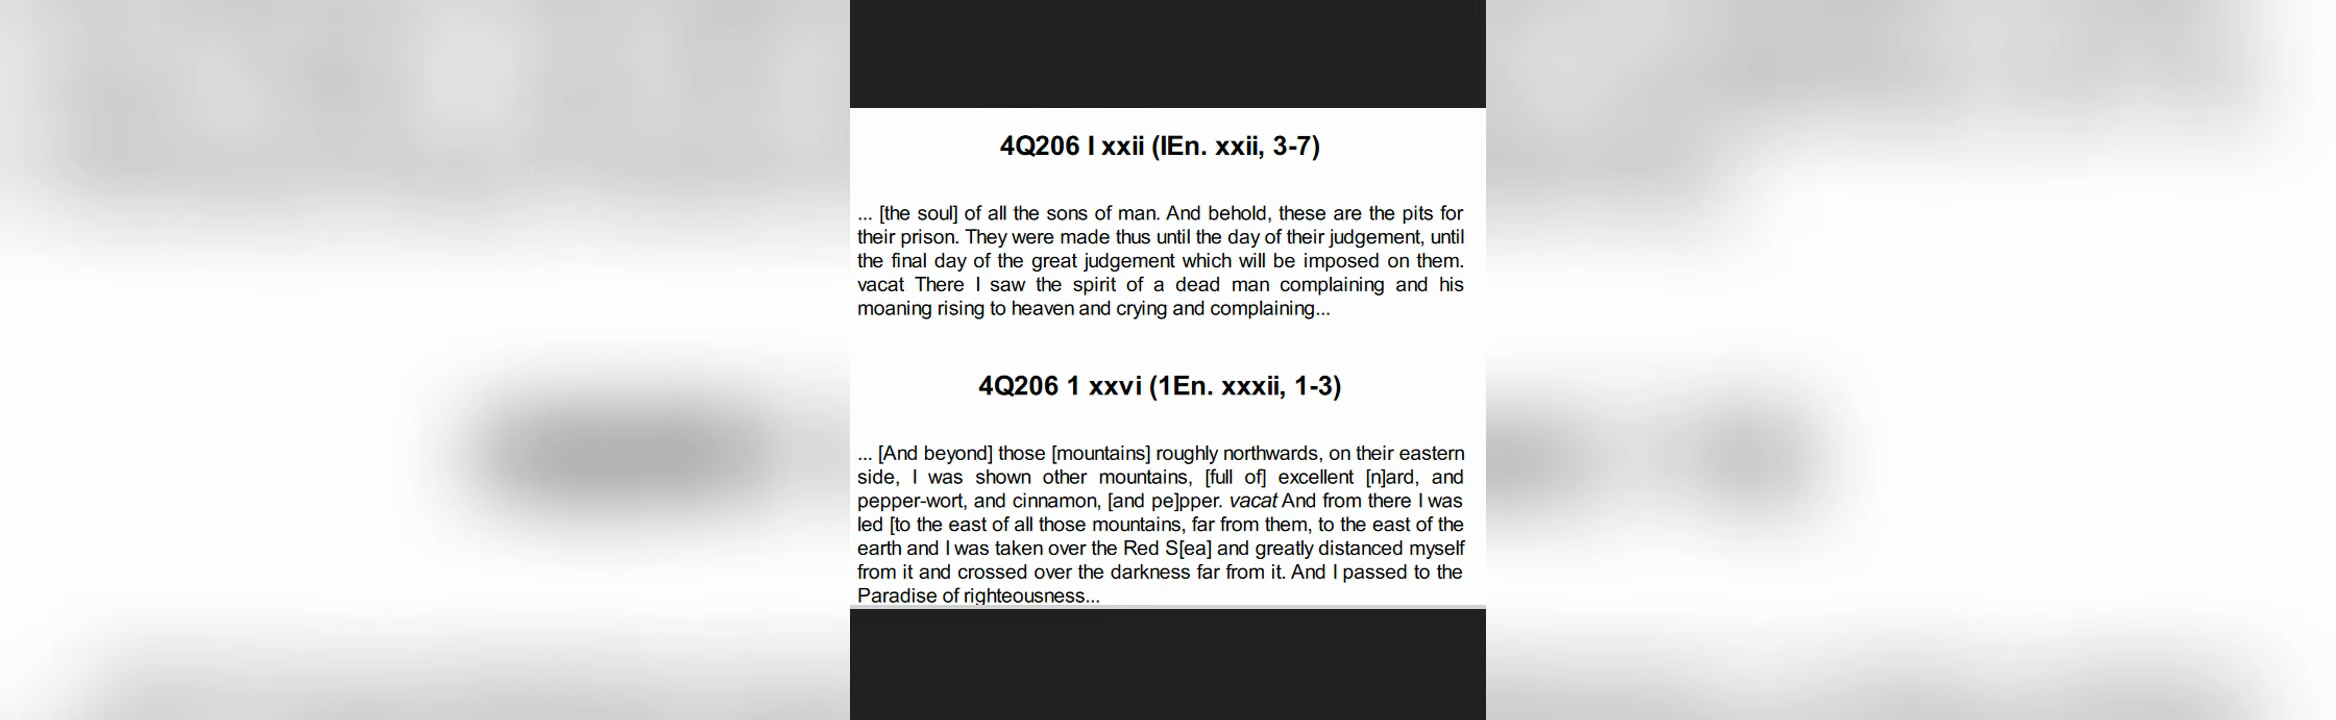 4Q206 I xxii (IEn. xxii, 3-7)
... [the soul] of all the sons of man. And behold, these are the pits for
their prison. They were made thus until the day of their judgement, until
the final day of the great judgement which will be imposed on them.
vacat There I saw the spirit of a dead man complaining and his
moaning rising to heaven and crying and complaining...
4Q206 1 xxvi (1En. xxxii, 1-3)
... [And beyond] those [mountains] roughly northwards, on their eastern
side, I was shown other mountains, [full of] excellent [n]ard, and
pepper-wort, and cinnamon, [and pe]pper. vacat And from there I was
led [to the east of all those mountains, far from them, to the east of the
earth and I was taken over the Red S[ea] and greatly distanced myself
from it and crossed over the darkness far from it. And I passed to the
Paradise of righteousness...